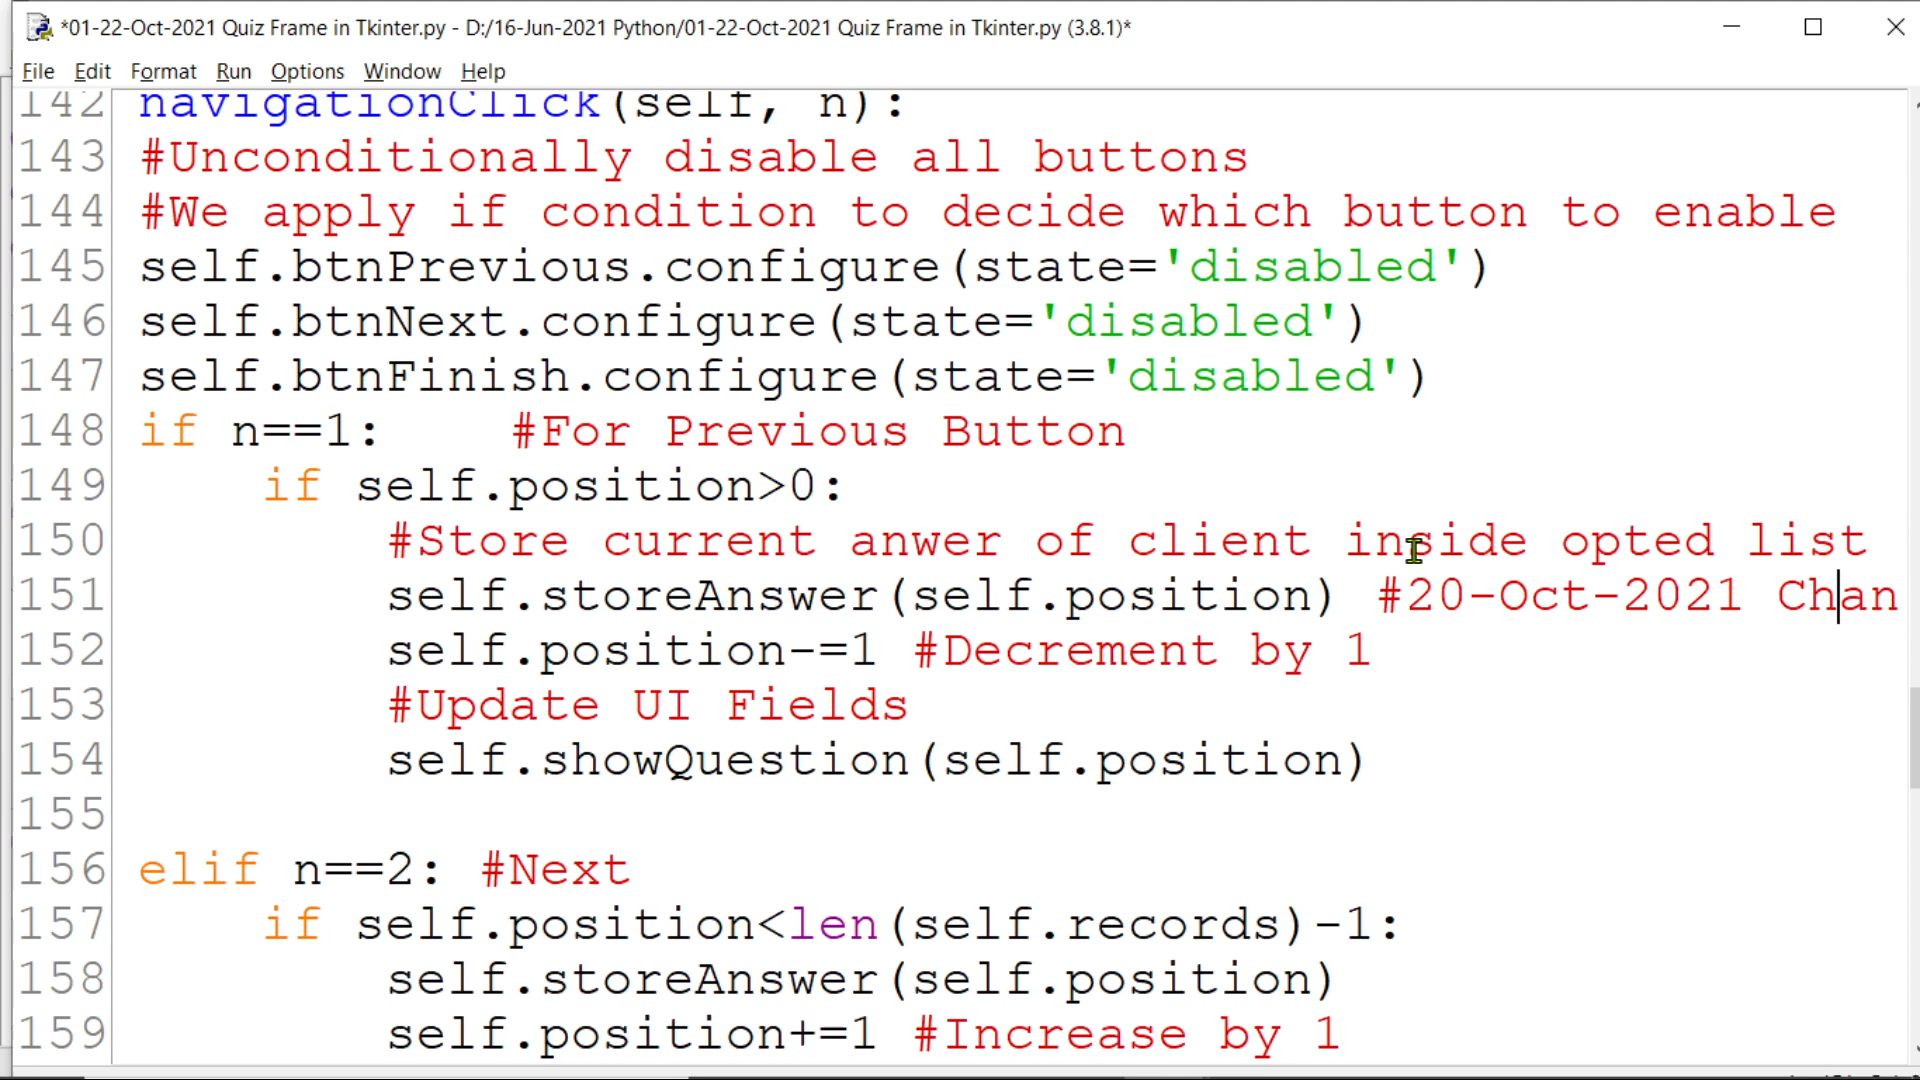 *01-22-Oct-2021 Quiz Frame in Tkinter.py - D:/16-Jun-2021 Python/01-22-Oct-2021 Quiz Frame in Tkinter.py (3.8.1)*
File Edit Format Run Options Window Help
142 navigationClick(self, n):
143 #Unconditionally disable all buttons
144 #We apply if condition to decide which button to enable
145 self.btnPrevious.configure(state='disabled')
146 self.btnNext.configure(state='disabled')
147 self.btnFinish.configure(state='disabled')
148 if n==1: #For Previous Button
149 if self.position>0:
150 #Store current anwer of client inside opted list
151 self.storeAnswer(self.position) #20-Oct-2021 Chan
152 self.position-=1 #Decrement by 1
153 #Update UI Fields
154 self.showQuestion(self.position)
155
156 elif n==2: #Next
157 if self.position<len(self.records)-1:
158 self.storeAnswer(self.position)
159 self.position+=1 #Increase by 1